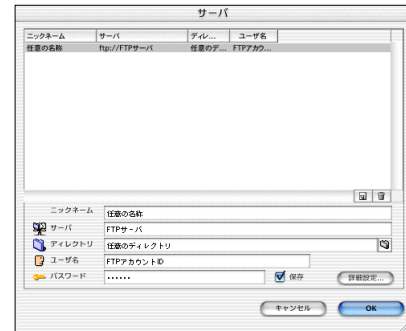 サーバ
ニックネーム サーバ ディレ... ユーザ名
任意の名称 ftp://FTPサーバ 任意のデ... FTPアカウ...
ニックネーム 任意の名称
サーバ FTPサーバ
ディレクトリ 任意のディレクトリ
ユーザ名 FTPアカウントID
パスワード •••••• 保存 詳細設定...
キャンセル OK